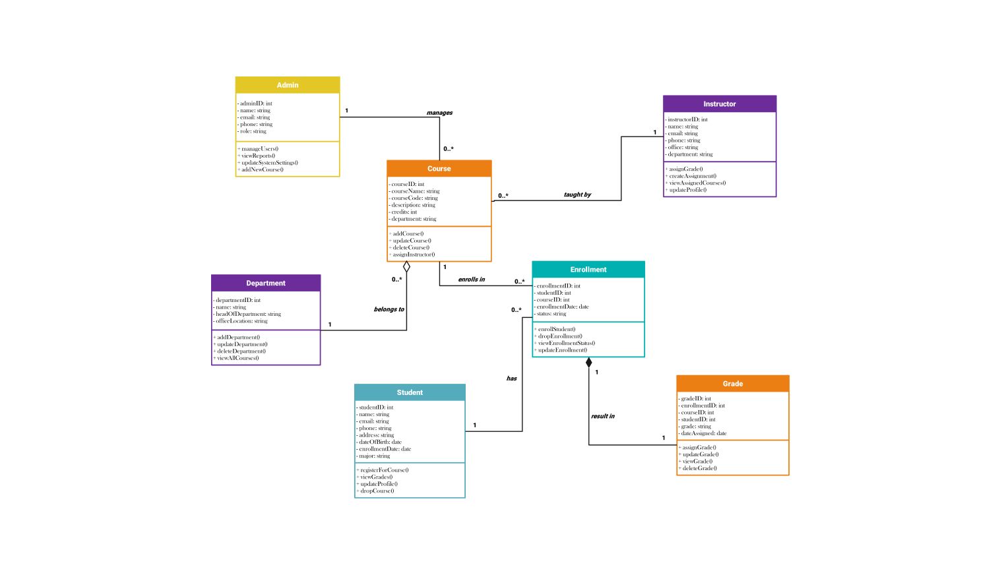 Admin
- adminID: int
- name: string
- email: string
- phone: string
- role: string
+ manageUsers()
+ viewReports()
+ updateSystemSettings()
+ addNewCourse()
1
manages
0..*
Instructor
- instructorID: int
- name: string
- email: string
- phone: string
- office: string
- department: string
+ assignGrade()
+ createAssignment()
+ viewAssignedCourses()
+ updateProfile()
1
taught by
0..*
Course
- courseID: int
- courseName: string
- courseCode: string
- description: string
- credits: int
- department: string
+ addCourse()
+ updateCourse()
+ deleteCourse()
+ assignInstructor()
0..*
belongs to
1
1
enrolls in
0..*
Department
- departmentID: int
- name: string
- headOfDepartment: string
- officeLocation: string
+ addDepartment()
+ updateDepartment()
+ deleteDepartment()
+ viewAllCourses()
Enrollment
- enrollmentID: int
- studentID: int
- courseID: int
- enrollmentDate: date
- status: string
+ enrollStudent()
+ dropEnrollment()
+ viewEnrollmentStatus()
+ updateEnrollment()
0..*
has
1
1
result in
1
Student
- studentID: int
- name: string
- email: string
- phone: string
- address: string
- dateOfBirth: date
- enrollmentDate: date
- major: string
+ registerForCourse()
+ viewGrades()
+ updateProfile()
+ dropCourse()
Grade
- gradeID: int
- enrollmentID: int
- courseID: int
- studentID: int
- grade: string
- dateAssigned: date
+ assignGrade()
+ updateGrade()
+ viewGrade()
+ deleteGrade()